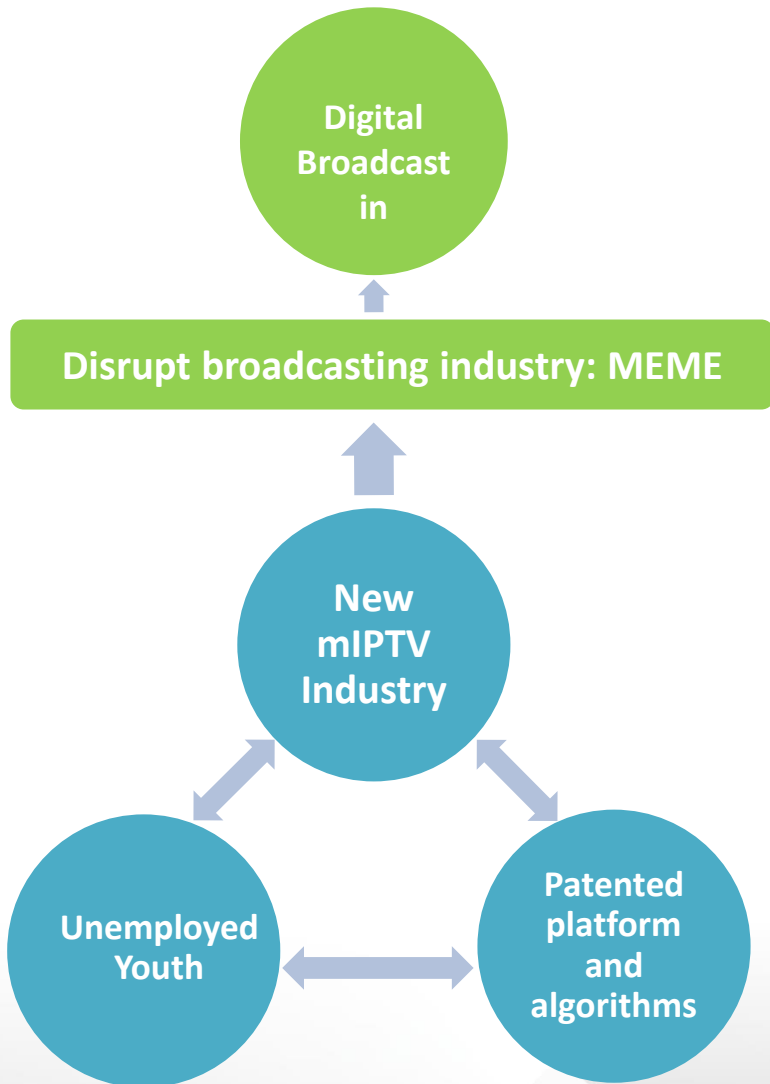 Digital
Broadcast
in
Disrupt broadcasting industry: MEME
New
mIPTV
Industry
Unemployed
Youth
Patented
platform
and
algorithms